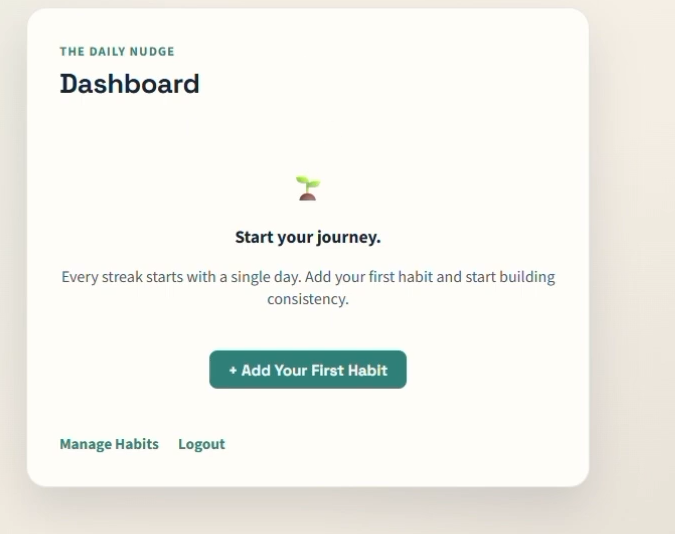 THE DAILY NUDGE
Dashboard
Start your journey.
Every streak starts with a single day. Add your first habit and start building
consistency.
+ Add Your First Habit
Manage Habits Logout